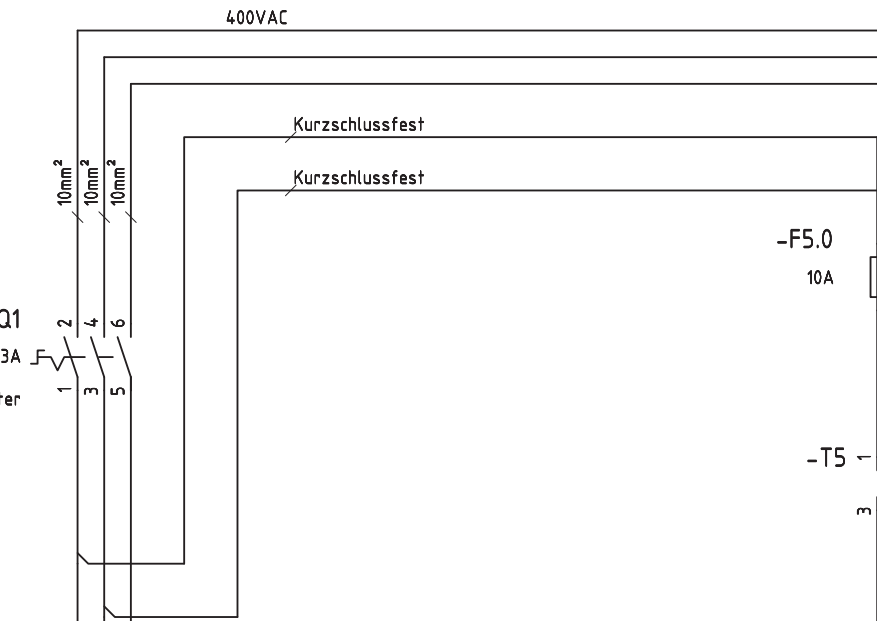 400VAC
Kurzschlussfest
Kurzschlussfest
10mm²
10mm²
10mm²
-F5.0
10A
Q1
2
4
6
3A
1
3
5
ter
-T5
1
3